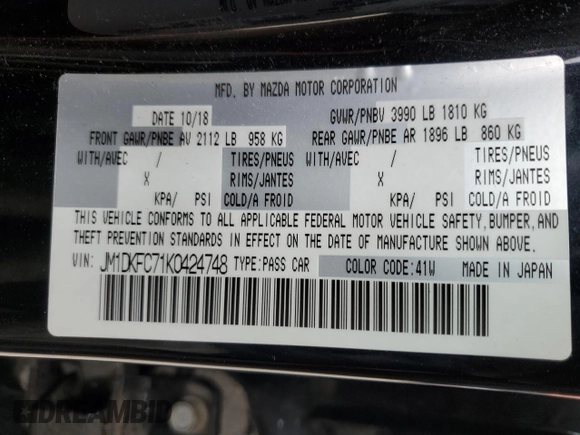 MFD. BY MAZDA MOTOR CORPORATION
DATE 10/18 GVWR/PNBV 3990 LB 1810 KG
FRONT GAWR/PNBE AV 2112 LB 958 KG REAR GAWR/PNBE AR 1896 LB 860 KG
WITH/AVEC / TIRES/PNEUS WITH/AVEC / TIRES/PNEUS
X RIMS/JANTES X RIMS/JANTES
KPA/ PSI COLD/A FROID KPA/ PSI COLD/A FROID
THIS VEHICLE CONFORMS TO ALL APPLICABLE FEDERAL MOTOR VEHICLE SAFETY, BUMPER, AND
THEFT PREVENTION STANDARDS IN EFFECT ON THE DATE OF MANUFACTURE SHOWN ABOVE.
VIN: JM1DKFC71K0424748 TYPE:PASS CAR COLOR CODE:41W MADE IN JAPAN
DREAMBID